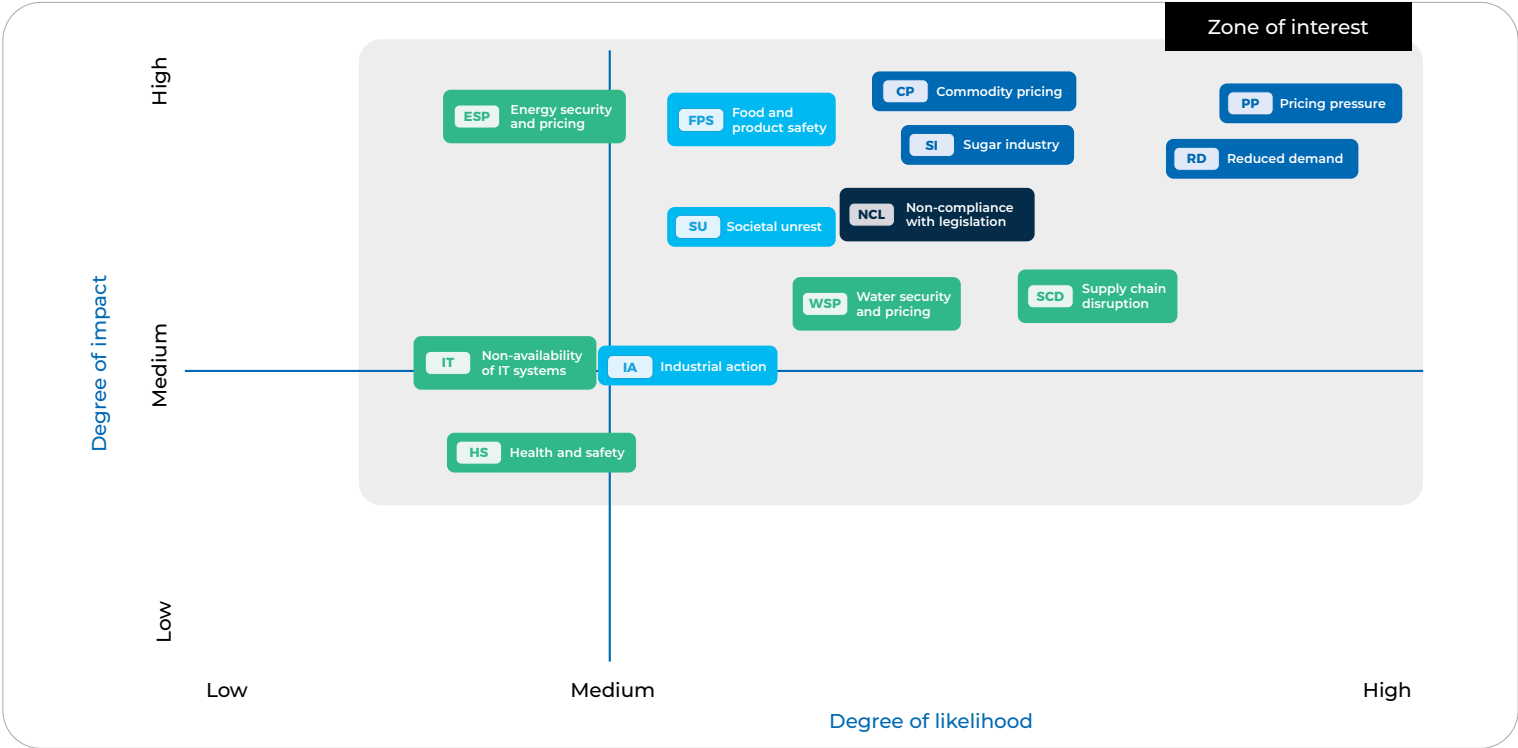 Zone of interest
High
CP
Commodity pricing
PP
Pricing pressure
ESP
Energy security
and pricing
FPS
Food and
product safety
SI
Sugar industry
RD
Reduced demand
NCL
Non-compliance
with legislation
SU
Societal unrest
WSP
Water security
and pricing
SCD
Supply chain
disruption
Degree of impact
Medium
IT
Non-availability
of IT systems
IA
Industrial action
HS
Health and safety
Low
Low
Medium
High
Degree of likelihood